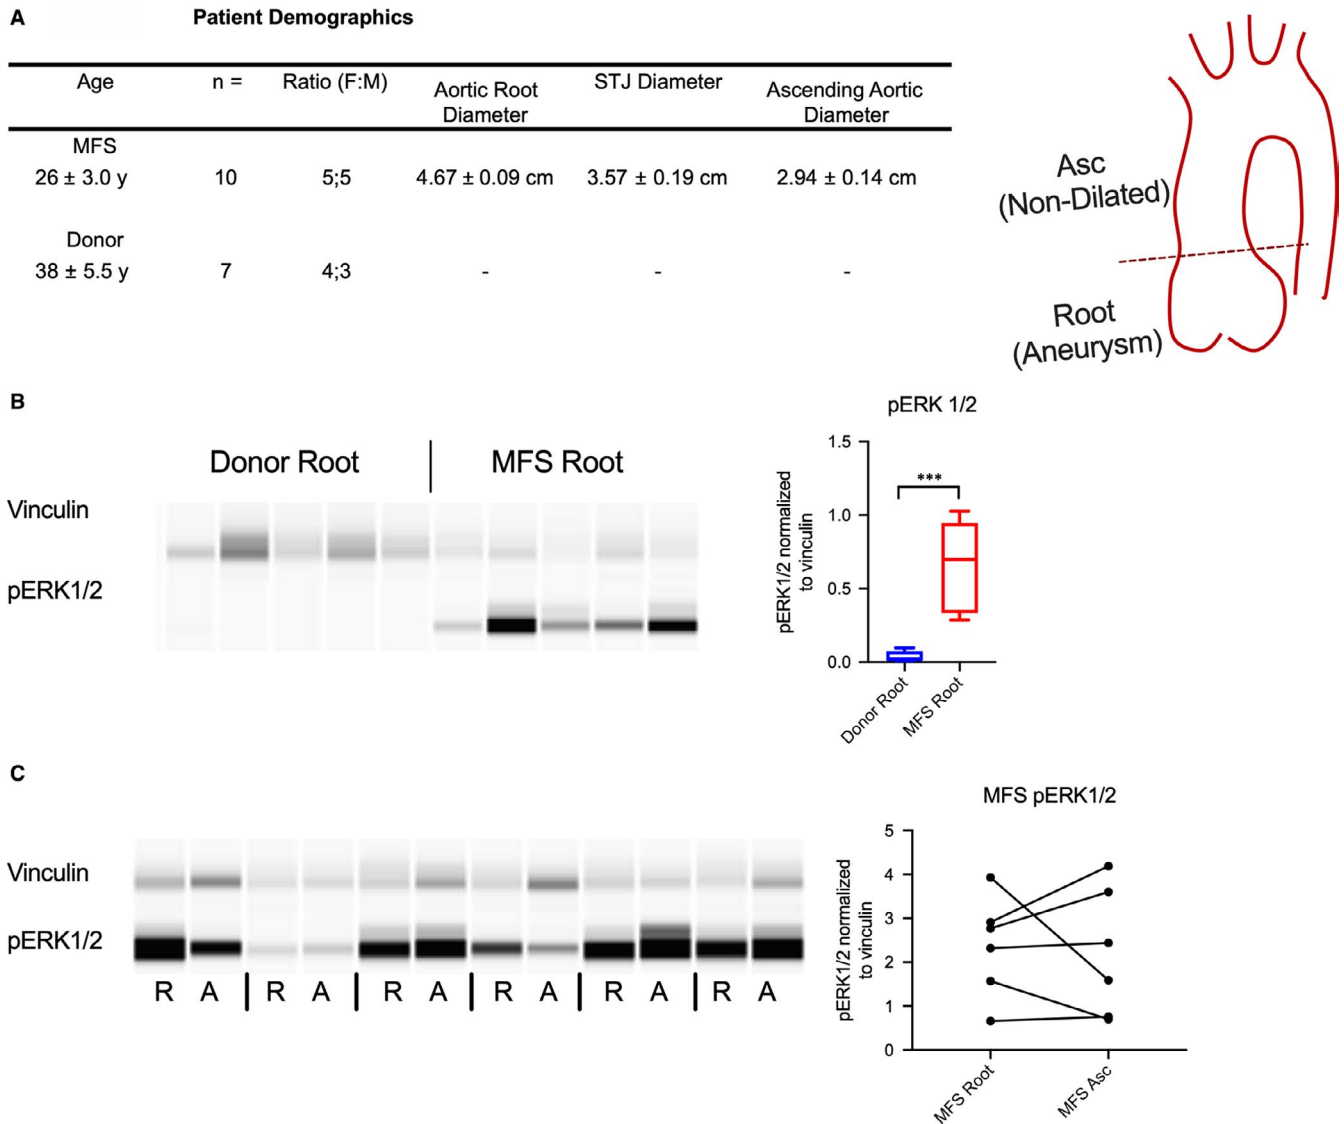 A
Patient Demographics
Age n = Ratio (F:M) Aortic Root Diameter STJ Diameter Ascending Aortic Diameter
MFS
26 ± 3.0 y 10 5;5 4.67 ± 0.09 cm 3.57 ± 0.19 cm 2.94 ± 0.14 cm
Donor
38 ± 5.5 y 7 4;3 - - -
Asc
(Non-Dilated)
Root
(Aneurysm)
B
Donor Root MFS Root
Vinculin
pERK1/2
pERK 1/2
pERK1/2 normalized
to vinculin
1.5
1.0
0.5
0.0
***
Donor Root
MFS Root
C
Vinculin
pERK1/2
R A R A R A R A R A R A
MFS pERK1/2
pERK1/2 normalized
to vinculin
5
4
3
2
1
0
MFS Root
MFS Asc